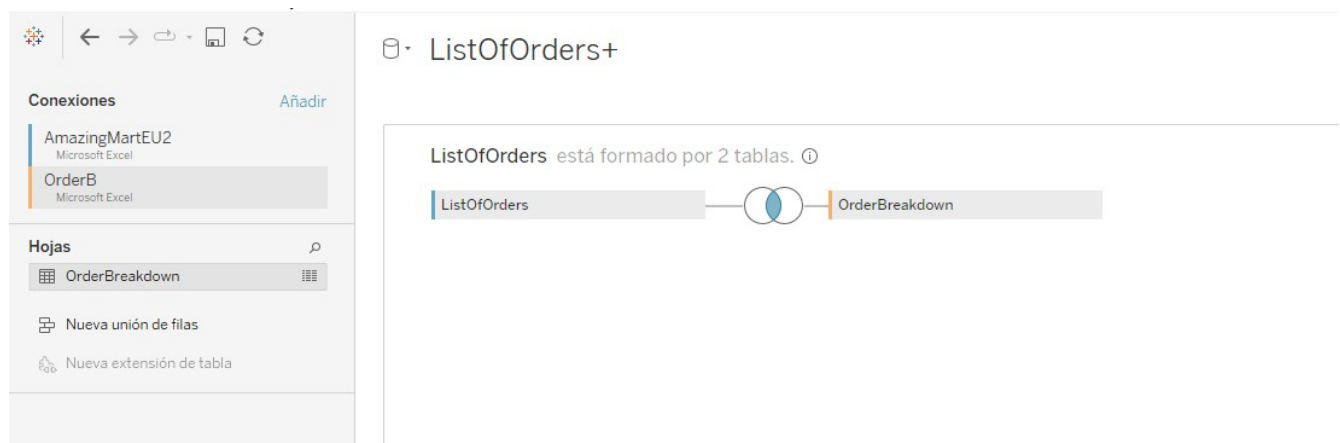 ListOfOrders+
Conexiones Añadir
AmazingMartEU2
Microsoft Excel
OrderB
Microsoft Excel
Hojas
OrderBreakdown
Nueva unión de filas
Nueva extensión de tabla
ListOfOrders está formado por 2 tablas.
ListOfOrders OrderBreakdown